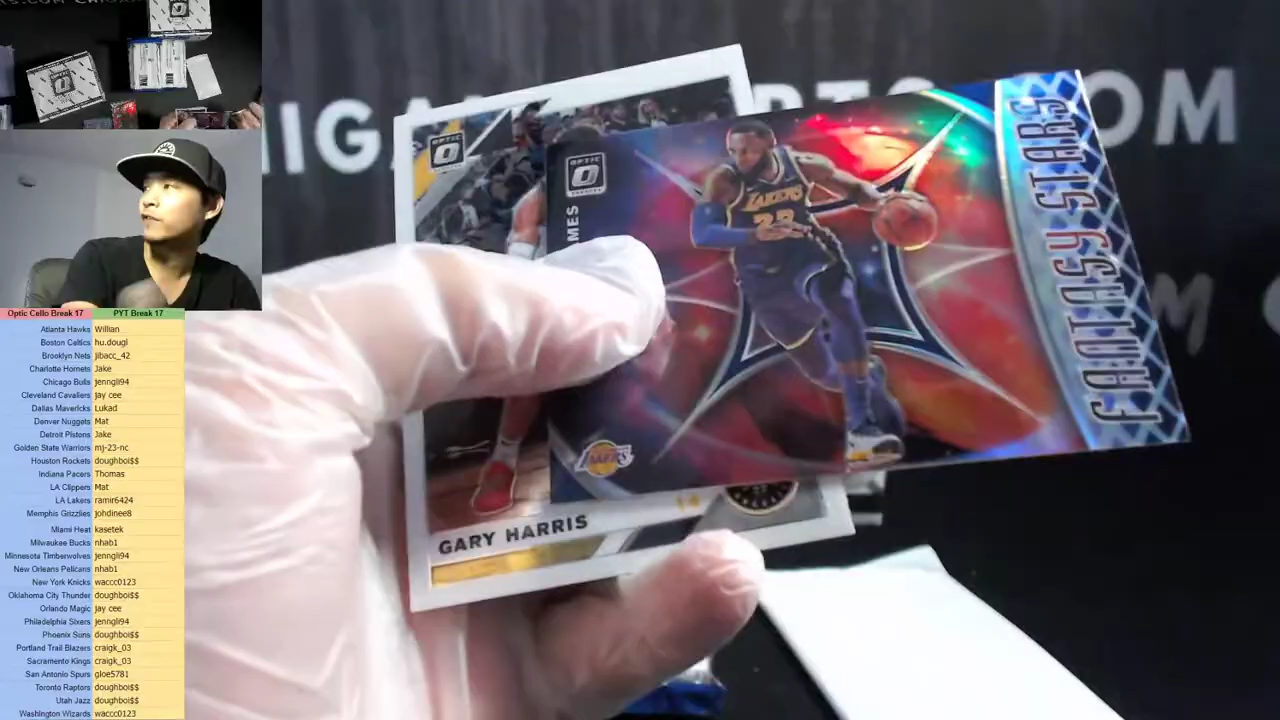 Optic Cello Break 17 PYT Break 17
Atlanta Hawks Willian
Boston Celtics hu.dougi
Brooklyn Nets jibacc_42
Charlotte Hornets Jake
Chicago Bulls jenngli94
Cleveland Cavaliers jay cee
Dallas Mavericks Lukad
Denver Nuggets Mat
Detroit Pistons Jake
Golden State Warriors mj-23-nc
Houston Rockets doughboi$$
Indiana Pacers Thomas
LA Clippers Mat
LA Lakers ramir6424
Memphis Grizzlies johdinee8
Miami Heat kasetek
Milwaukee Bucks nhab1
Minnesota Timberwolves jenngli94
New Orleans Pelicans nhab1
New York Knicks waccc0123
Oklahoma City Thunder doughboi$$
Orlando Magic jay cee
Philadelphia Sixers jenngli94
Phoenix Suns doughboi$$
Portland Trail Blazers craigk_03
Sacramento Kings craigk_03
San Antonio Spurs gloe5781
Toronto Raptors doughboi$$
Utah Jazz doughboi$$
Washington Wizards waccc0123
OPTIC
OPTIC
LAKERS
23
FANTASY STARS
LAKERS
GARY HARRIS